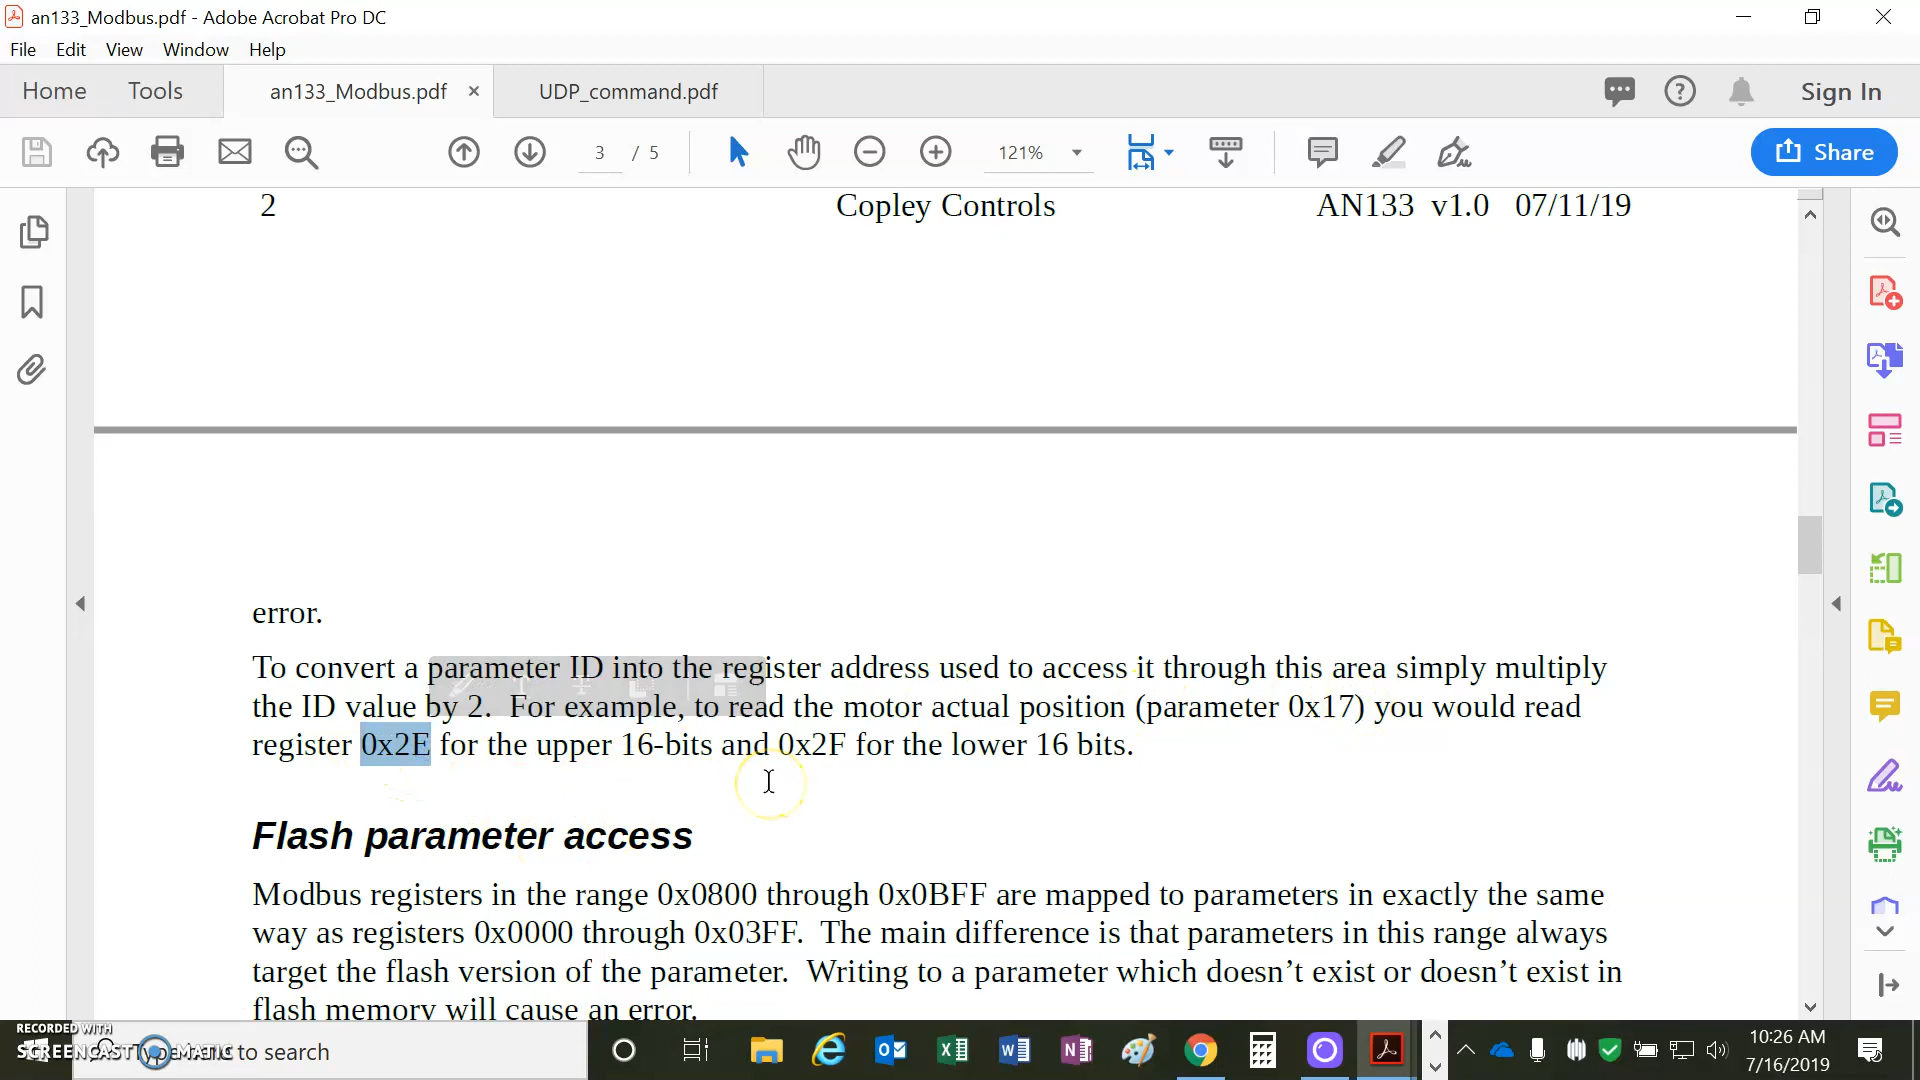 an133_Modbus.pdf - Adobe Acrobat Pro DC
File Edit View Window Help
Home Tools an133_Modbus.pdf × UDP_command.pdf Sign In
3 / 5 121% Share
2 Copley Controls AN133 v1.0 07/11/19
error.
To convert a parameter ID into the register address used to access it through this area simply multiply
the ID value by 2. For example, to read the motor actual position (parameter 0x17) you would read
register 0x2E for the upper 16-bits and 0x2F for the lower 16 bits.
Flash parameter access
Modbus registers in the range 0x0800 through 0x0BFF are mapped to parameters in exactly the same
way as registers 0x0000 through 0x03FF. The main difference is that parameters in this range always
target the flash version of the parameter. Writing to a parameter which doesn’t exist or doesn’t exist in
flash memory will cause an error.
RECORDED WITH
SCREENCAST MATIC
Type here to search
10:26 AM
7/16/2019